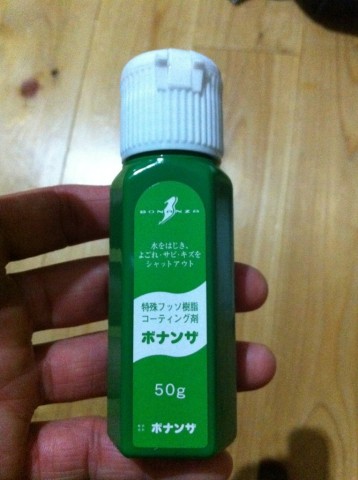 BONANZA
水をはじき、
よごれ・サビ・キズを
シャットアウト
特殊フッソ樹脂
コーティング剤
ボナンザ
50g
ボナンザ